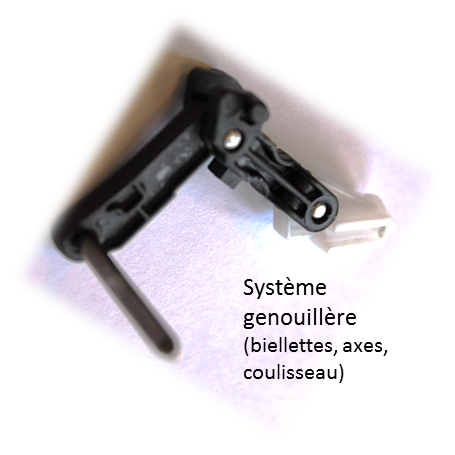 Système
genouillère
(biellettes, axes,
coulisseau)